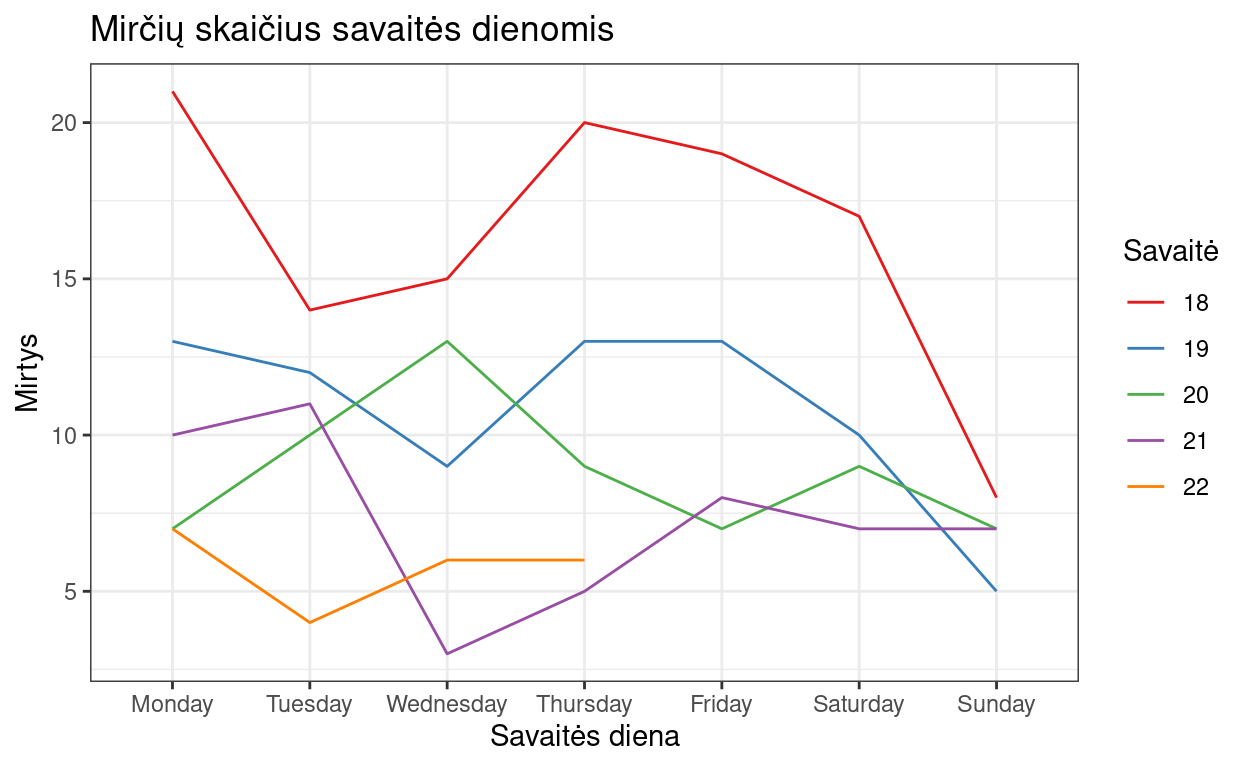 Mirčių skaičius savaitės dienomis
Mirtys
20
15
10
5
Monday Tuesday Wednesday Thursday Friday Saturday Sunday
Savaitės diena
Savaitė
18
19
20
21
22